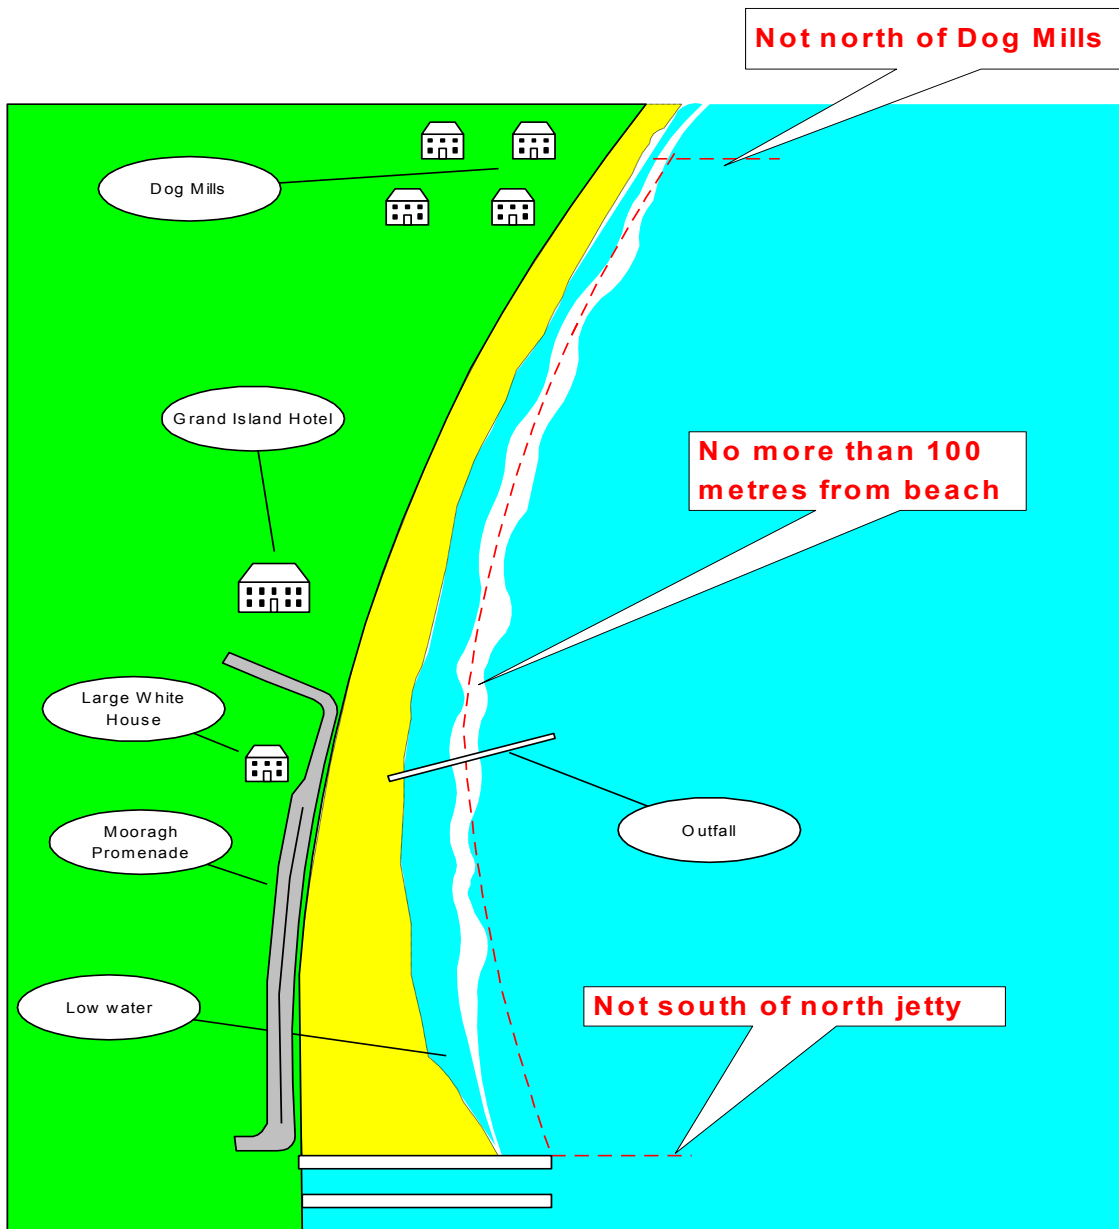 Not north of Dog Mills
Dog Mills
Grand Island Hotel
No more than 100
metres from beach
Large White
House
Mooragh
Promenade
Outfall
Low water
Not south of north jetty